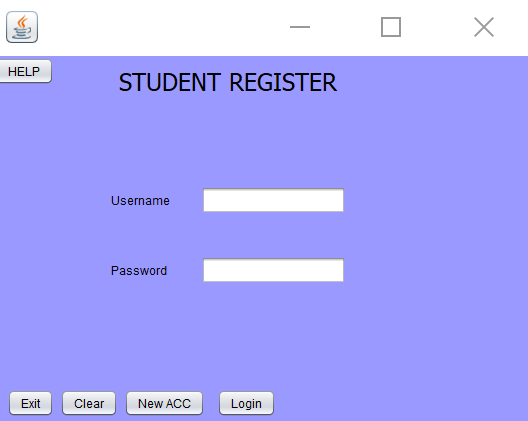 HELP
STUDENT REGISTER
Username
Password
Exit Clear New ACC Login